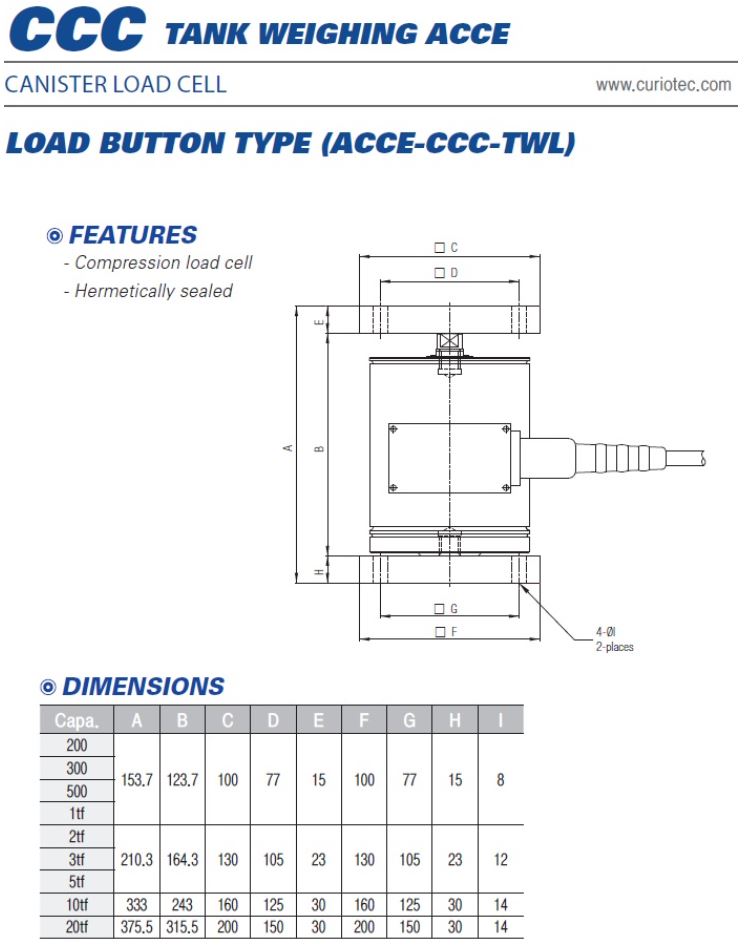 CCC TANK WEIGHING ACCE
CANISTER LOAD CELL www.curiotec.com
LOAD BUTTON TYPE (ACCE-CCC-TWL)
FEATURES
- Compression load cell
- Hermetically sealed
□ C
□ D
E
A
B
H
□ G
□ F
4-ØI
2-places
DIMENSIONS
Capa. A B C D E F G H I
200
300
500
1tf
153.7 123.7 100 77 15 100 77 15 8
2tf
3tf
5tf
210.3 164.3 130 105 23 130 105 23 12
10tf 333 243 160 125 30 160 125 30 14
20tf 375.5 315.5 200 150 30 200 150 30 14